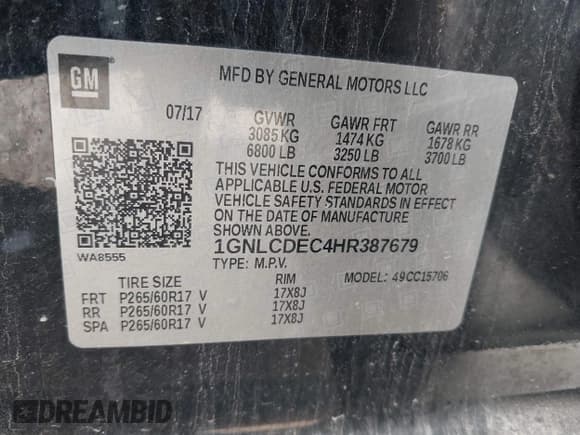 GM
MFD BY GENERAL MOTORS LLC
07/17 GVWR GAWR FRT GAWR RR
3085 KG 1474 KG 1678 KG
6800 LB 3250 LB 3700 LB
THIS VEHICLE CONFORMS TO ALL
APPLICABLE U.S. FEDERAL MOTOR
VEHICLE SAFETY STANDARDS IN EFFECT
ON THE DATE OF MANUFACTURE
SHOWN ABOVE.
WA8555
1GNLCDEC4HR387679
TYPE: M.P.V. MODEL: 49CC15706
TIRE SIZE RIM
FRT P265/60R17 V 17X8J
RR P265/60R17 V 17X8J
SPA P265/60R17 V 17X8J
DREAMBID